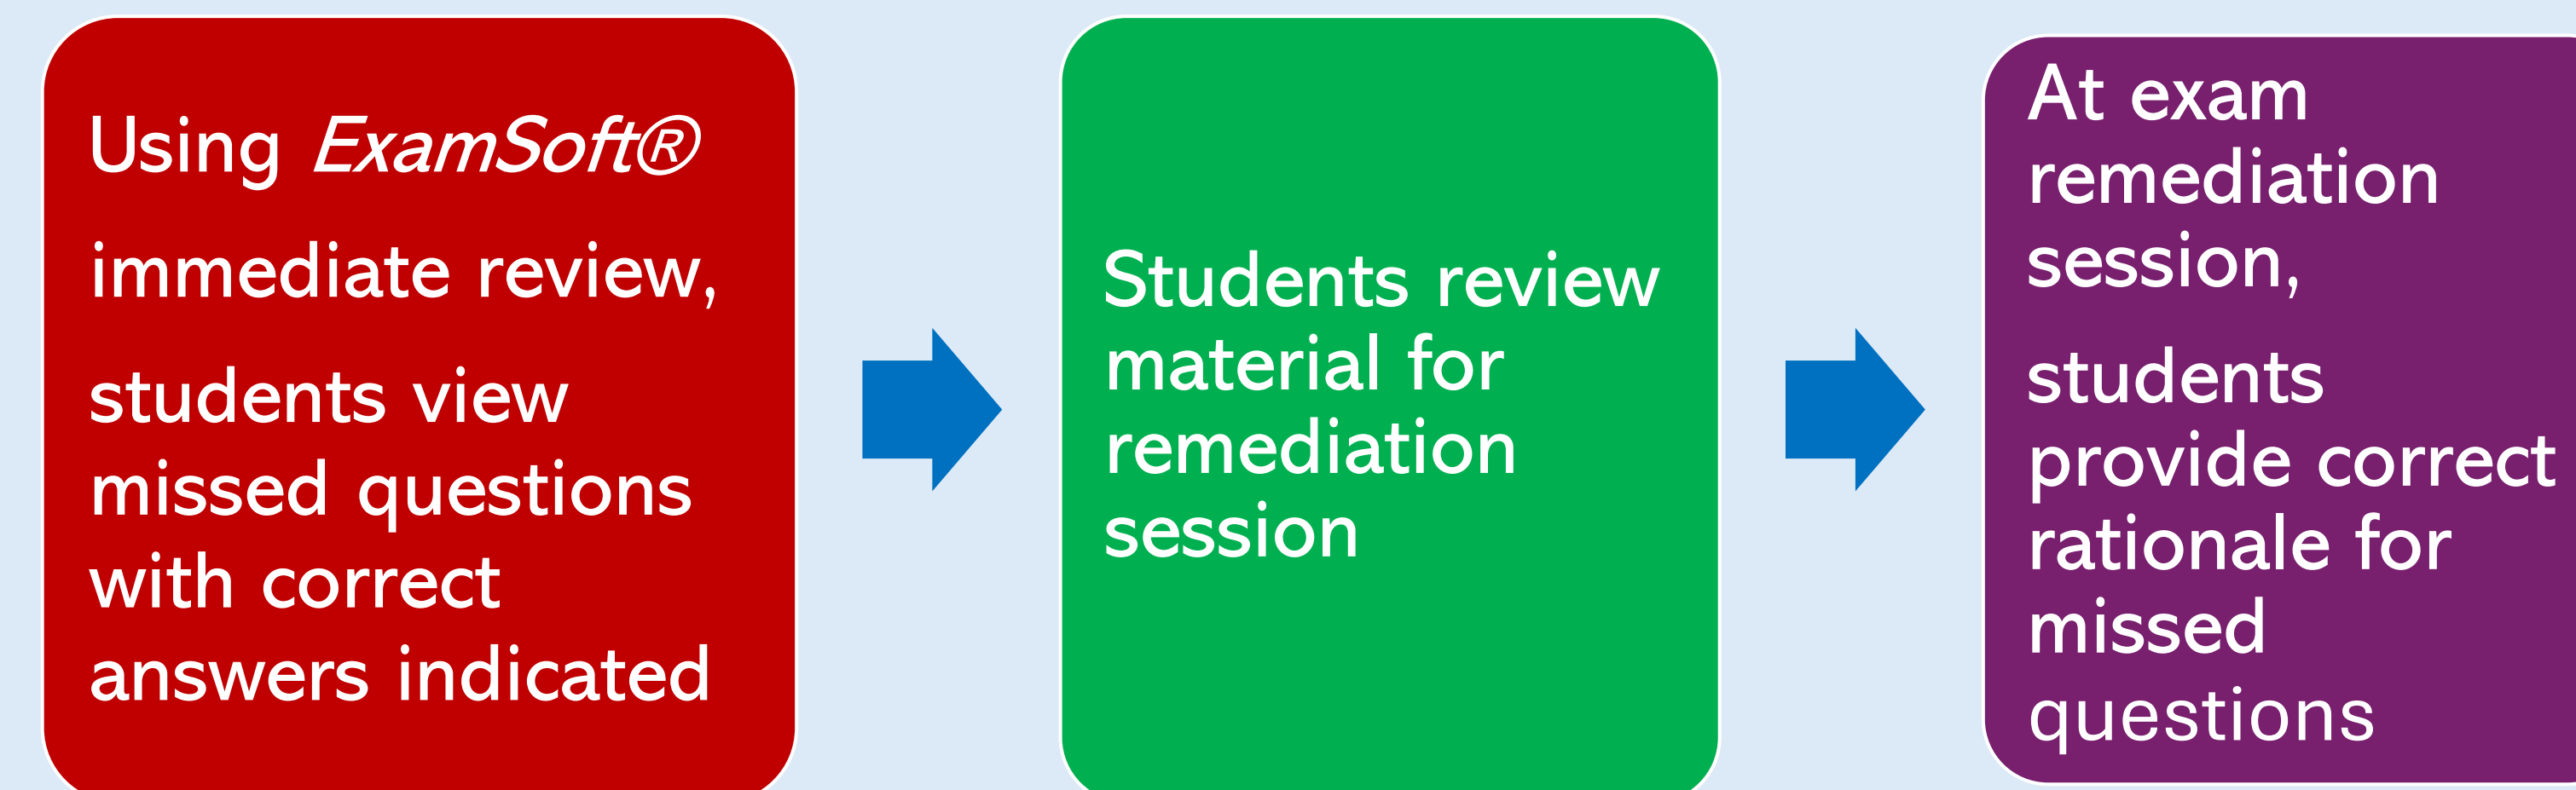 Using ExamSoft®
immediate review,
students view
missed questions
with correct
answers indicated
Students review
material for
remediation
session
At exam
remediation
session,
students
provide correct
rationale for
missed
questions